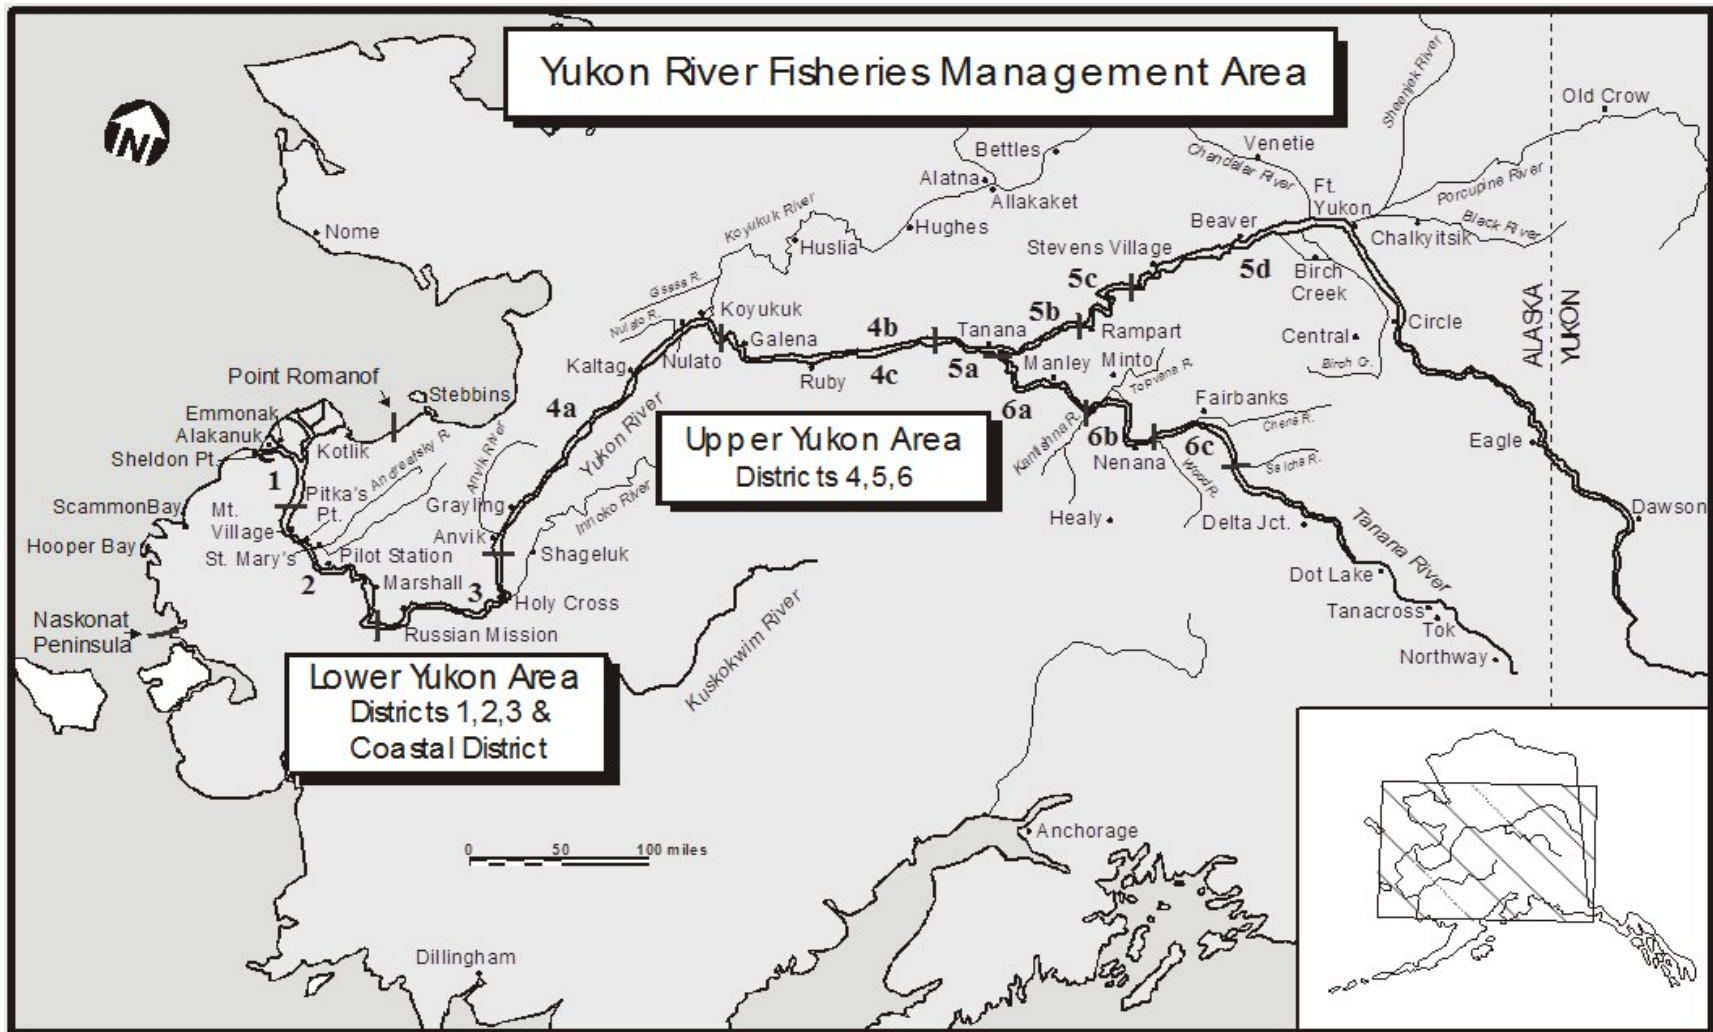 Yukon River Fisheries Management Area
N
Nome
Bettles
Alatna
Allakaket
Hughes
Huslia
Koyukuk River
Gisasa R.
Nulato R.
Koyukuk
Nulato
Kaltag
Galena
Ruby
4a
4b
4c
Yukon River
Venetie
Chandalar River
Sheenjek River
Old Crow
Porcupine River
Black River
Ft.
Yukon
Chalkyitsik
Beaver
Stevens Village
5d
5c
5b
5a
Birch
Creek
Central
Birch Cr.
Circle
ALASKA
YUKON
Tanana
Rampart
Manley
Minto
Tolovana R.
6a
Kantishna R.
6b
Nenana
6c
Fairbanks
Chena R.
Salcha R.
Wood R.
Healy
Delta Jct.
Tanana River
Dot Lake
Tanacross
Tok
Northway
Eagle
Dawson
Point Romanof
Stebbins
Emmonak
Alakanuk
Sheldon Pt.
Kotlik
1
Andreafsky R.
Anvik River
Pitka's
Pt.
Mt.
Village
Scammon Bay
Hooper Bay
St. Mary's
Pilot Station
2
Marshall
3
Grayling
Anvik
Innoko River
Shageluk
Holy Cross
Russian Mission
Naskonat
Peninsula
Upper Yukon Area
Districts 4,5,6
Lower Yukon Area
Districts 1,2,3 &
Coastal District
Kuskokwim River
0 50 100 miles
Anchorage
Dillingham